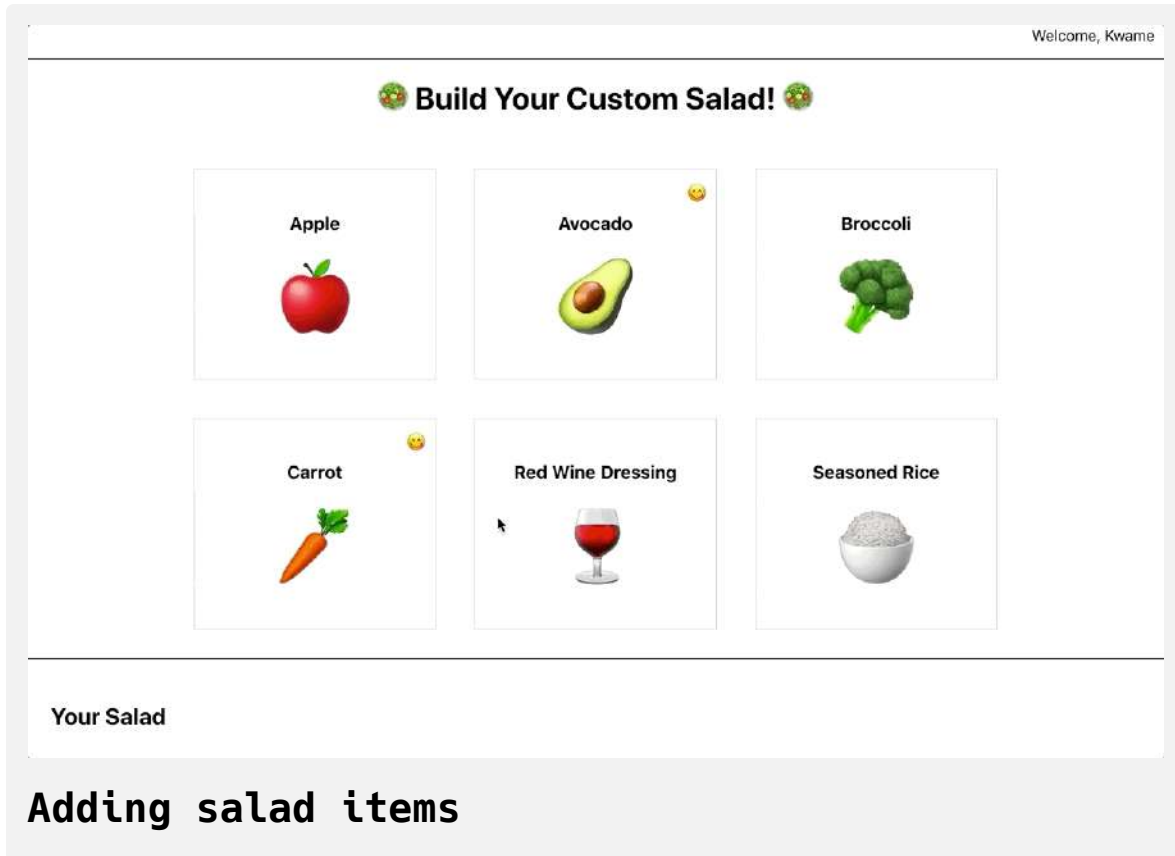 Welcome, Kwame
🥗 Build Your Custom Salad! 🥗
Apple
Avocado
Broccoli
Carrot
Red Wine Dressing
Seasoned Rice
Your Salad
Adding salad items